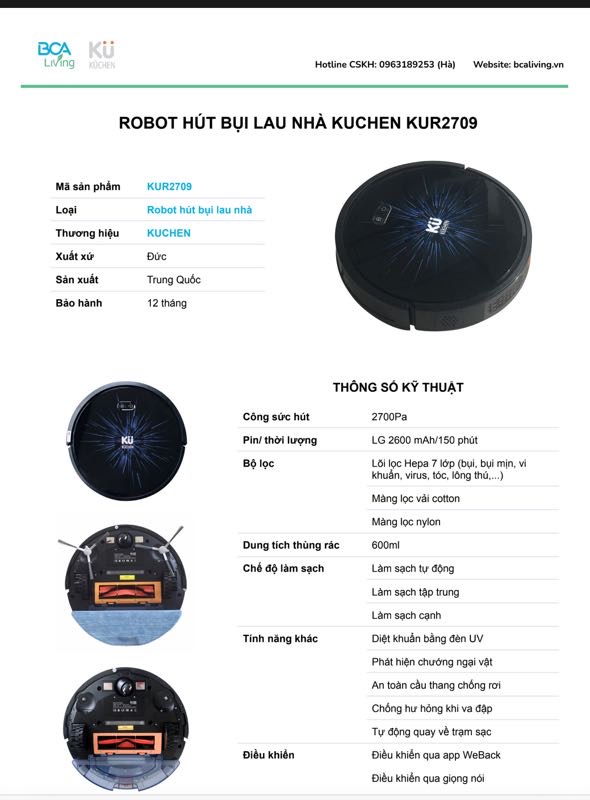 BCA
Living
KÜ
KÜCHEN
Hotline CSKH: 0963189253 (Hà) Website: bcaliving.vn
ROBOT HÚT BỤI LAU NHÀ KUCHEN KUR2709
Mã sản phẩm KUR2709
Loại Robot hút bụi lau nhà
Thương hiệu KUCHEN
Xuất xứ Đức
Sản xuất Trung Quốc
Bảo hành 12 tháng
KÜ
KÜCHEN
THÔNG SỐ KỸ THUẬT
Công sức hút 2700Pa
Pin/ thời lượng LG 2600 mAh/150 phút
Bộ lọc Lõi lọc Hepa 7 lớp (bụi, bụi mịn, vi
khuẩn, virus, tóc, lông thú,...)
Màng lọc vải cotton
Màng lọc nylon
KÜ
KÜCHEN
Dung tích thùng rác 600ml
Chế độ làm sạch Làm sạch tự động
Làm sạch tập trung
Làm sạch cạnh
Tính năng khác Diệt khuẩn bằng đèn UV
Phát hiện chướng ngại vật
An toàn cầu thang chống rơi
Chống hư hỏng khi va đập
Tự động quay về trạm sạc
Điều khiển Điều khiển qua app WeBack
Điều khiển qua giọng nói